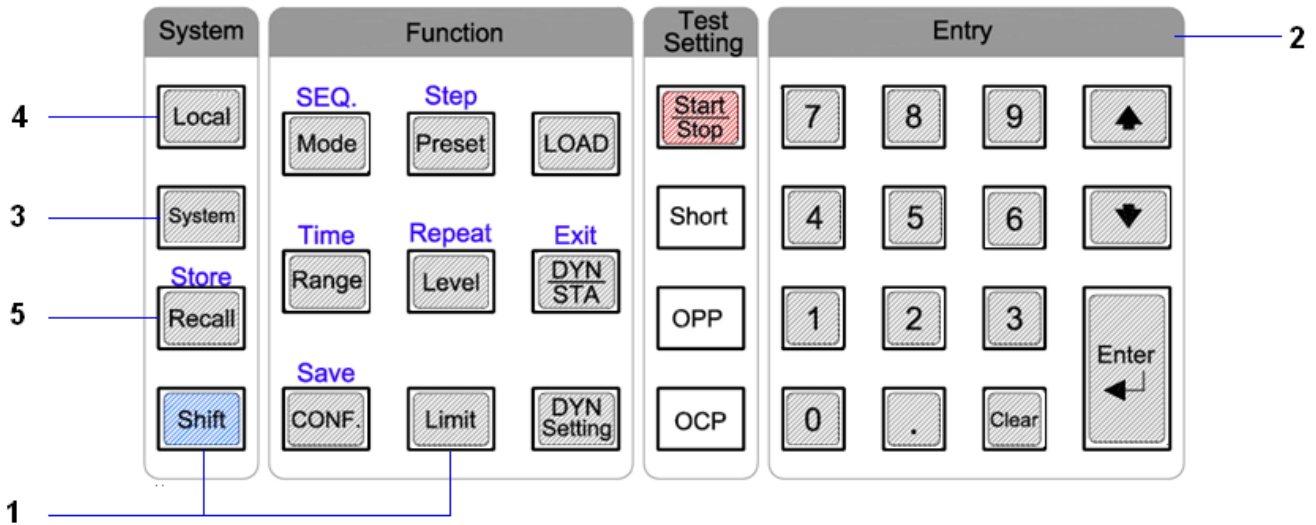 System
Function
Test
Setting
Entry
2
4
Local
SEQ.
Mode
Step
Preset
LOAD
Start
Stop
7
8
9
3
System
Short
4
5
6
Time
Range
Repeat
Level
Exit
DYN
STA
5
Store
Recall
OPP
1
2
3
Enter
Shift
Save
CONF.
Limit
DYN
Setting
OCP
0
.
Clear
1